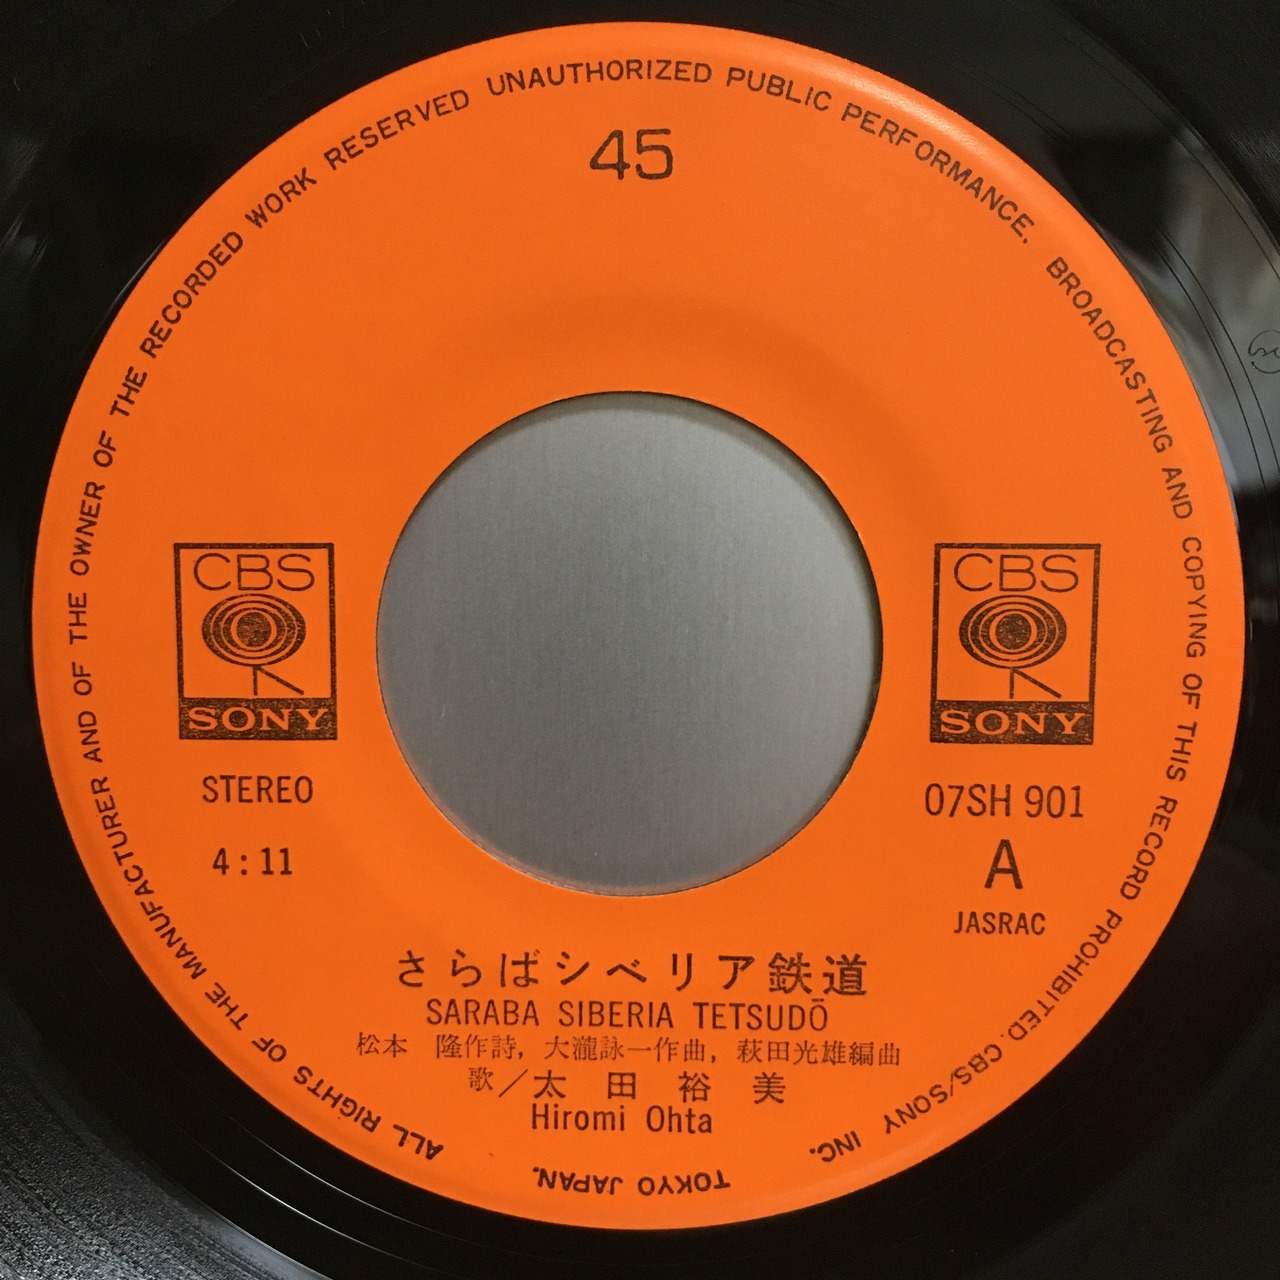 ALL RIGHTS OF THE MANUFACTURER AND OF THE OWNER OF THE RECORDED WORK RESERVED UNAUTHORIZED PUBLIC PERFORMANCE. BROADCASTING AND COPYING OF THIS RECORD PROHIBITED. CBS/SONY INC. TOKYO JAPAN.
45
CBS
SONY
CBS
SONY
STEREO
4:11
07SH 901
A
JASRAC
さらばシベリア鉄道
SARABA SIBERIA TETSUDŌ
松本 隆作詩, 大瀧詠一作曲, 萩田光雄編曲
歌/太田裕美
Hiromi Ohta